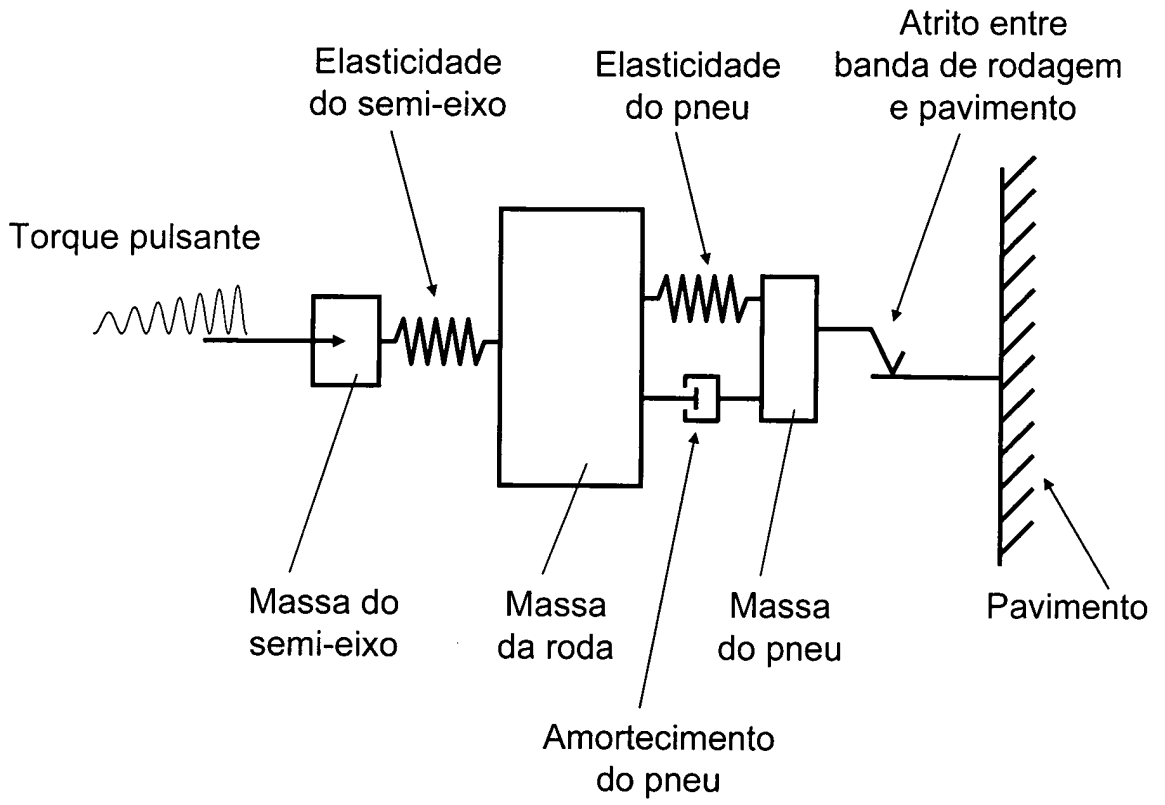 Atrito entre
banda de rodagem
e pavimento
Elasticidade
do semi-eixo
Elasticidade
do pneu
Torque pulsante
Massa do
semi-eixo
Massa
da roda
Massa
do pneu
Pavimento
Amortecimento
do pneu